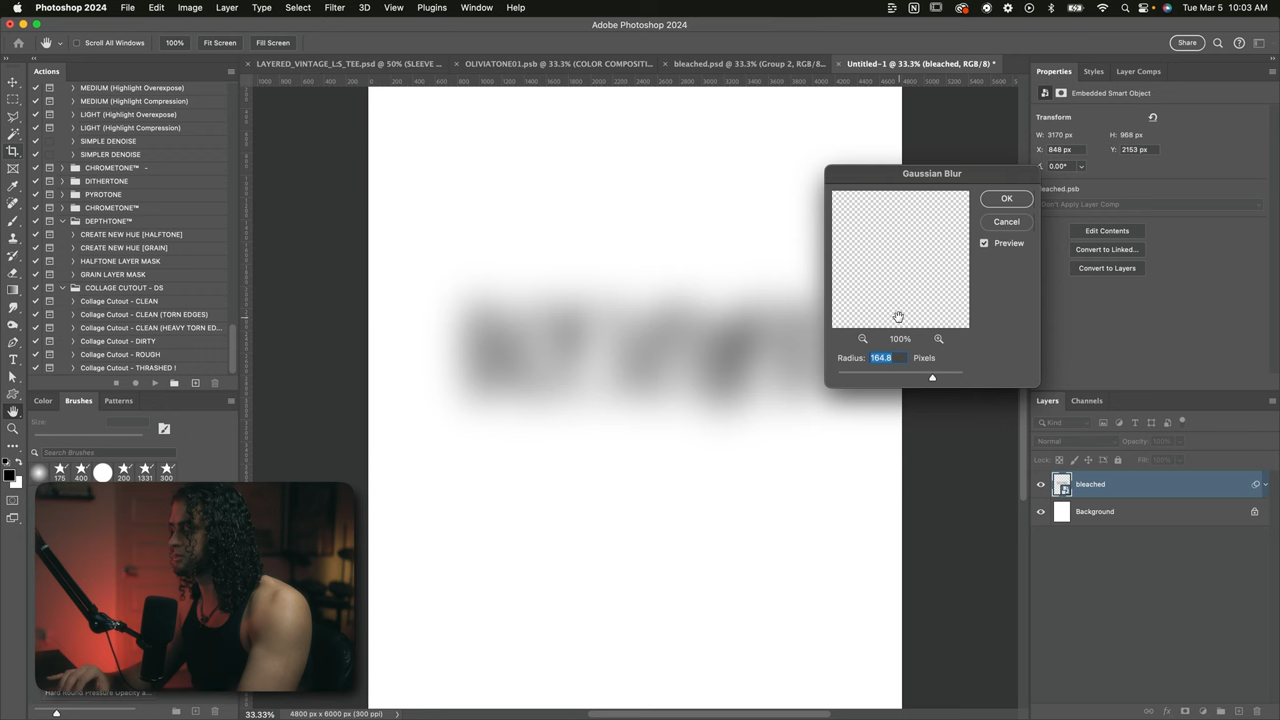 Photoshop 2024 File Edit Image Layer Type Select Filter 3D View Plugins Window Help
Tue Mar 5 10:03 AM
Adobe Photoshop 2024
Scroll All Windows 100% Fit Screen Fill Screen
Share
LAYERED_VINTAGE_L:S_TEE.psd @ 50% (SLEEVE ...
OLIVIATONE01.psb @ 33.3% (COLOR COMPOSITI...
bleached.psd @ 33.3% (Group 2, RGB/8...
Untitled-1 @ 33.3% (bleached, RGB/8) *
Actions
MEDIUM (Highlight Overexpose)
MEDIUM (Highlight Compression)
LIGHT (Highlight Overexpose)
LIGHT (Highlight Compression)
SIMPLE DENOISE
SIMPLER DENOISE
CHROMETONE™ -
DITHERTONE
PYROTONE
CHROMETONE™
DEPTHTONE™
CREATE NEW HUE [HALFTONE]
CREATE NEW HUE [GRAIN]
HALFTONE LAYER MASK
GRAIN LAYER MASK
COLLAGE CUTOUT - DS
Collage Cutout - CLEAN
Collage Cutout - CLEAN (TORN EDGES)
Collage Cutout - CLEAN (HEAVY TORN ED...
Collage Cutout - DIRTY
Collage Cutout - ROUGH
Collage Cutout - THRASHED !
Color Brushes Patterns
Size:
Search Brushes
175 400 200 1331 300
Hard Round Pressure Opacity a...
Gaussian Blur
OK
Cancel
Preview
100%
Radius: 164.8 Pixels
Properties Styles Layer Comps
Embedded Smart Object
Transform
W: 3170 px H: 968 px
X: 848 px Y: 2153 px
0.00°
bleached.psb
Don't Apply Layer Comp
Edit Contents
Convert to Linked...
Convert to Layers
Layers Channels
Kind
Normal Opacity: 100%
Lock: Fill: 100%
bleached
Background
33.33% 4800 px x 6000 px (300 ppi)